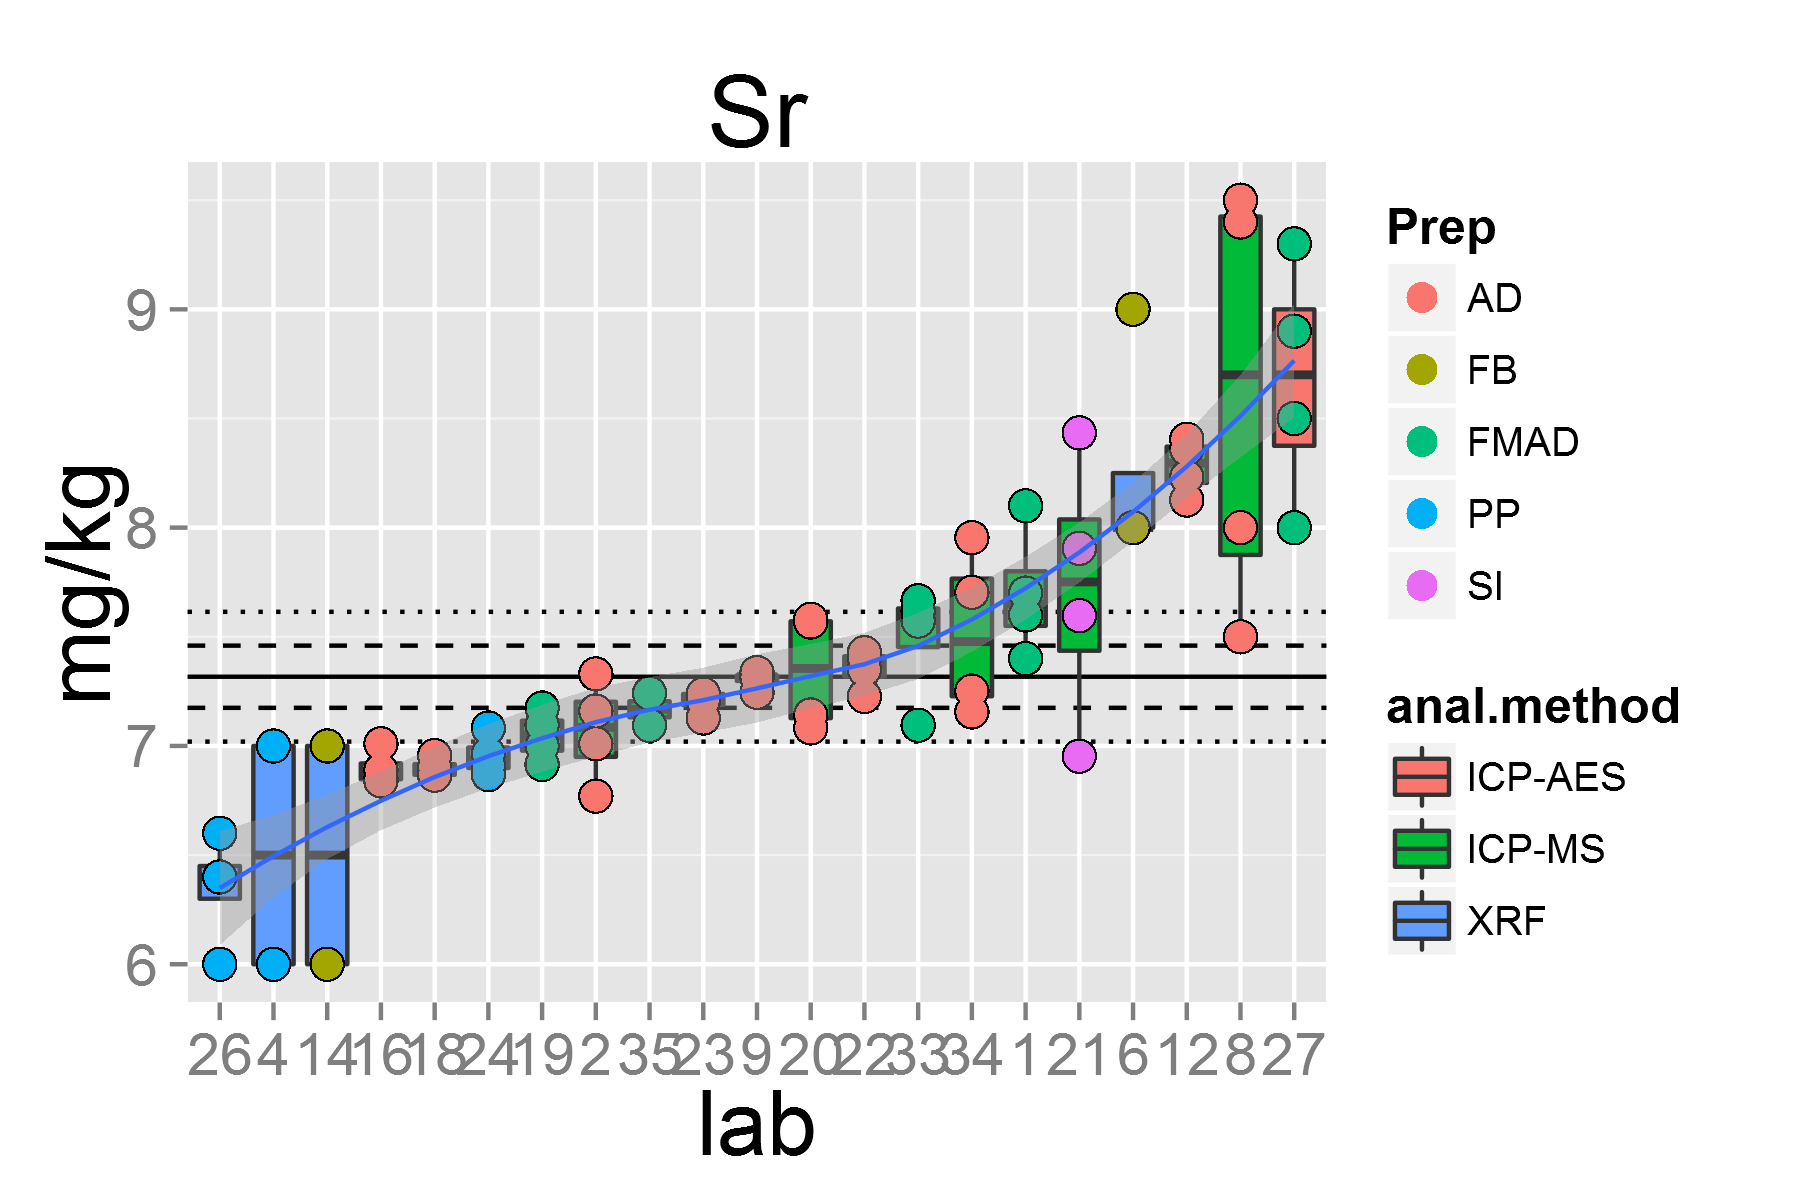 Sr
mg/kg
9
8
7
6
26 4 14 16 18 24 19 2 35 23 9 20 22 33 34 1 21 6 12 8 27
lab
Prep
AD
FB
FMAD
PP
SI
anal.method
ICP-AES
ICP-MS
XRF